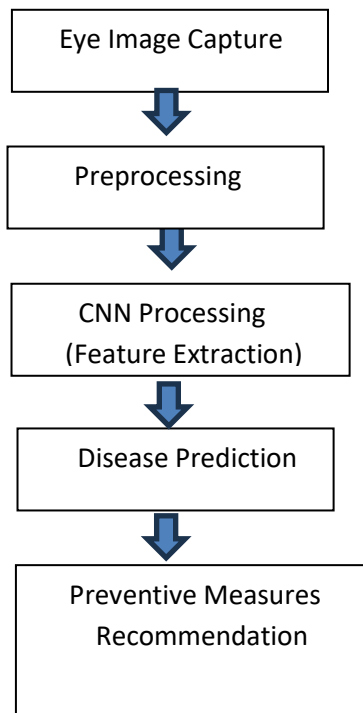 Eye Image Capture
Preprocessing
CNN Processing
(Feature Extraction)
Disease Prediction
Preventive Measures
Recommendation